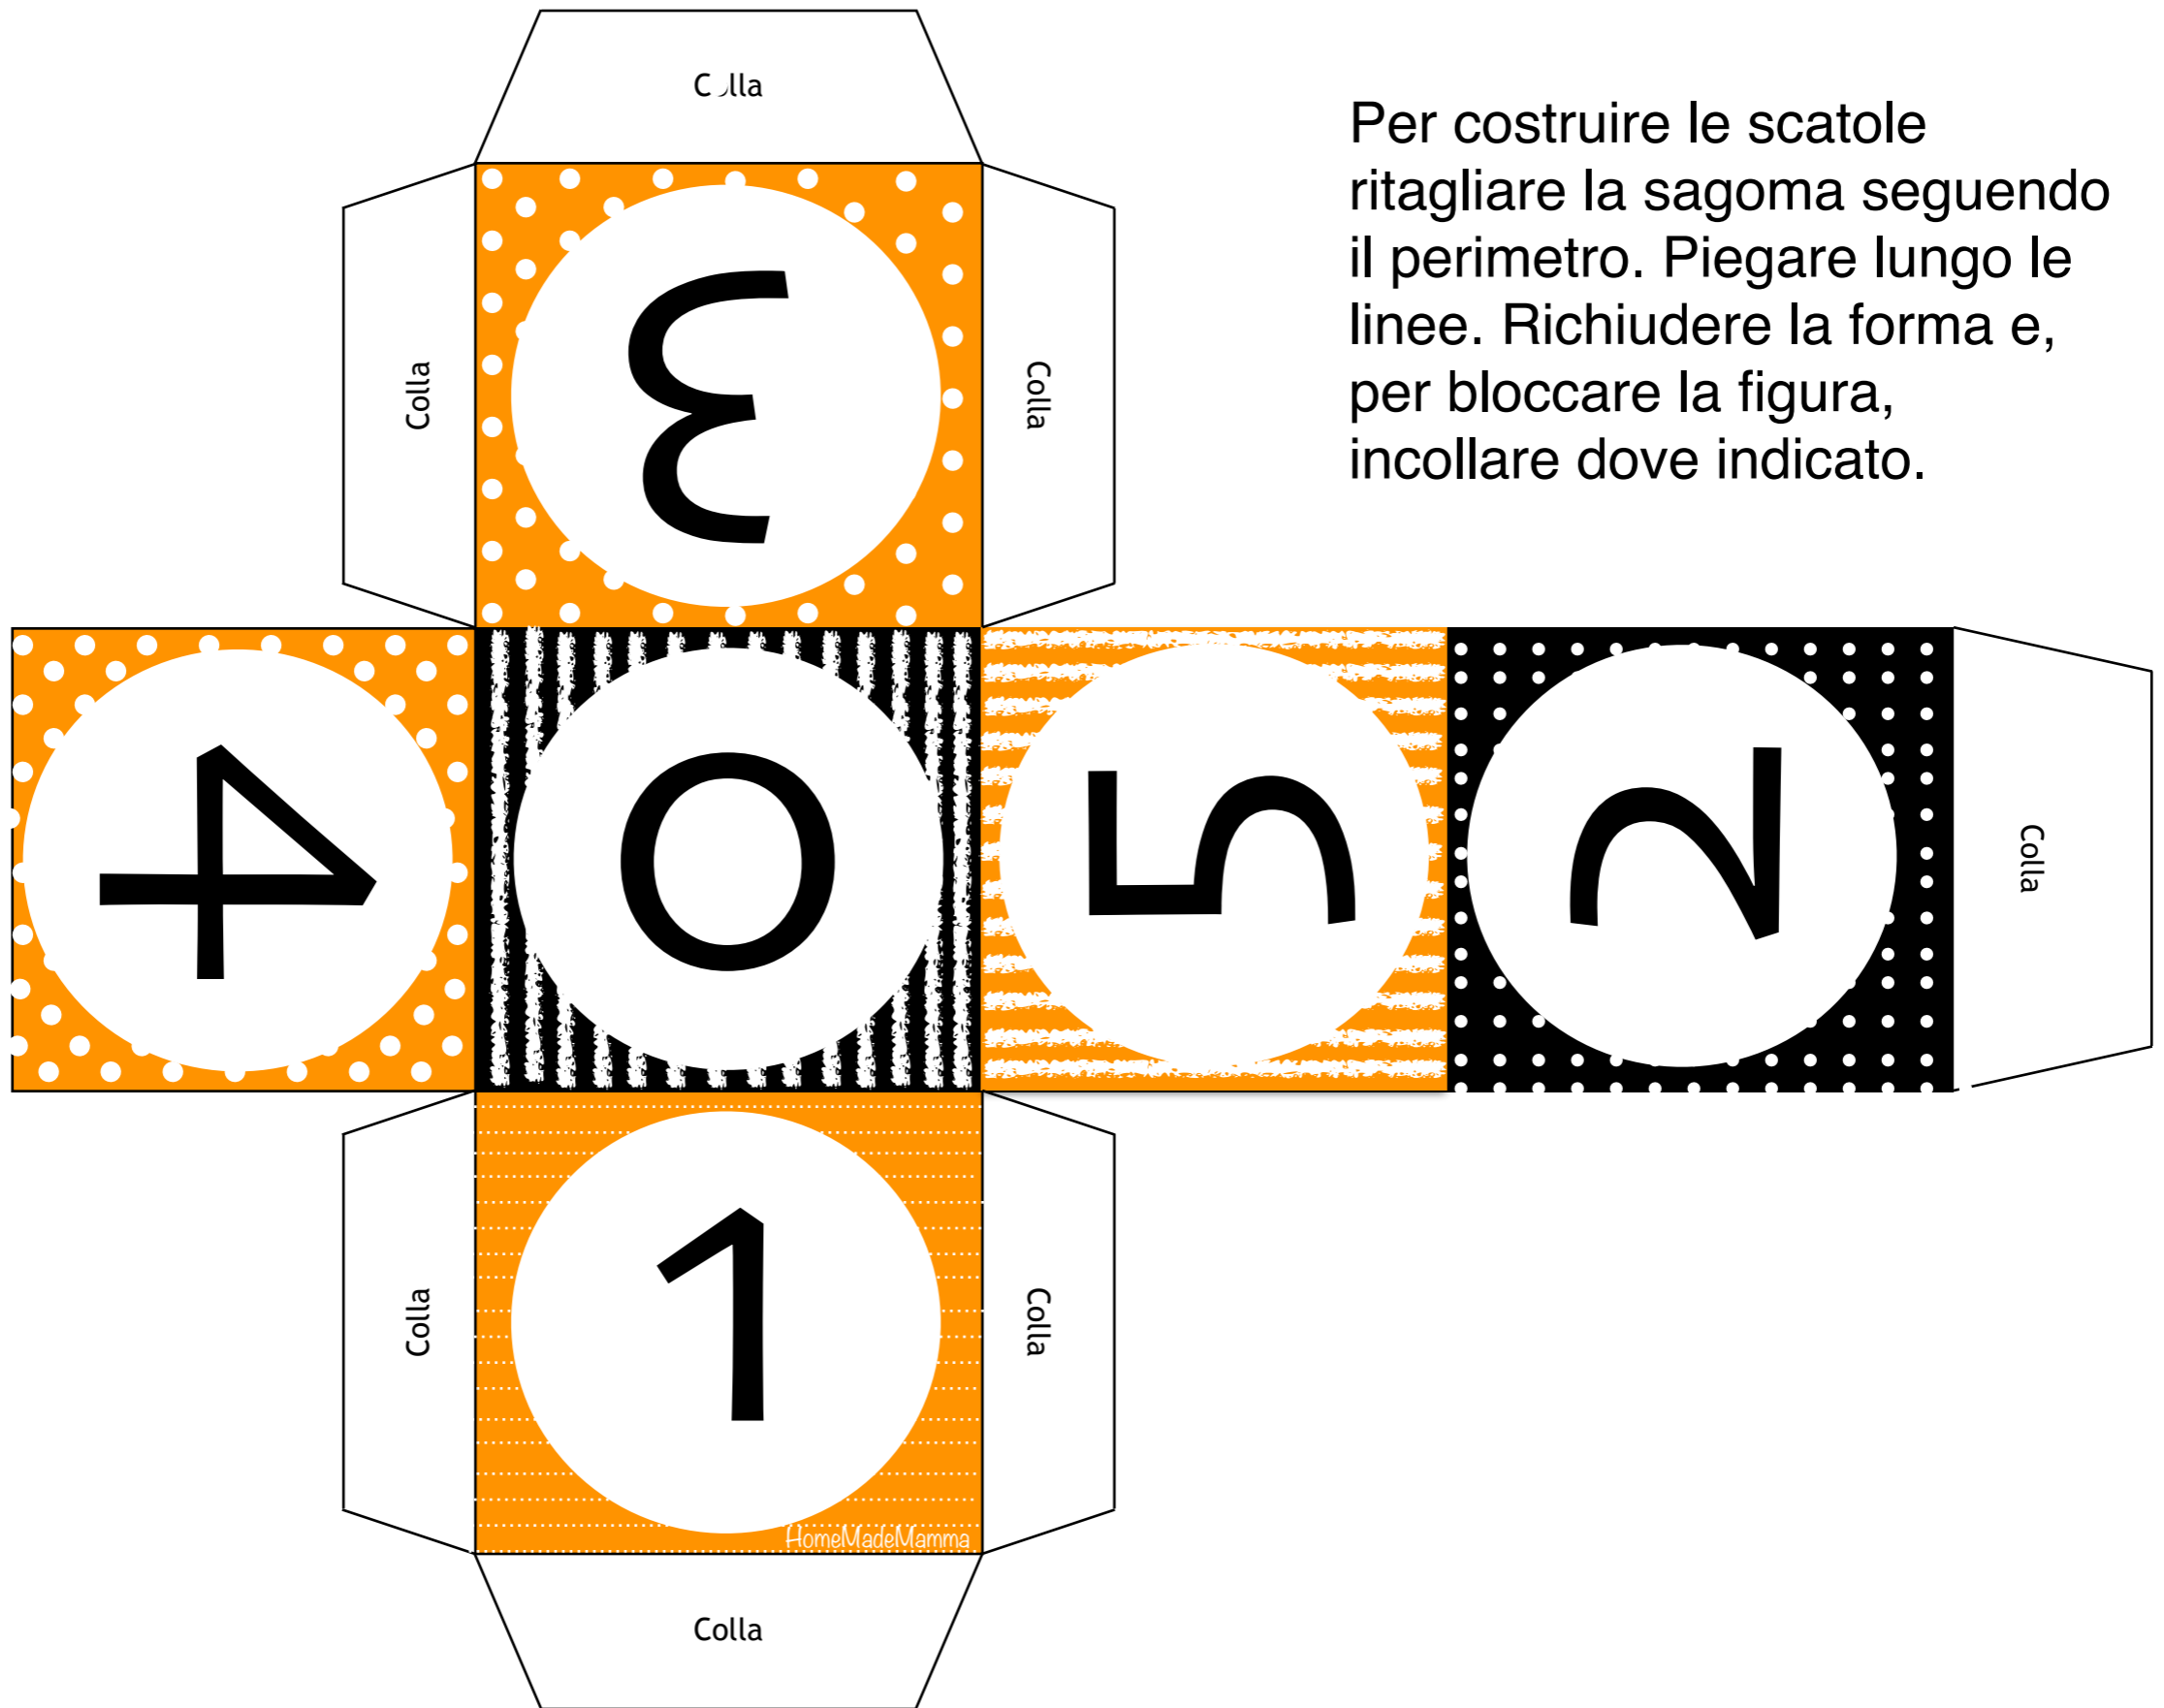 Colla
Per costruire le scatole
ritagliare la sagoma seguendo
il perimetro. Piegare lungo le
linee. Richiudere la forma e,
per bloccare la figura,
incollare dove indicato.
Colla
3
Colla
4
0
5
2
Colla
Colla
1
Colla
HomeMadeMamma
Colla